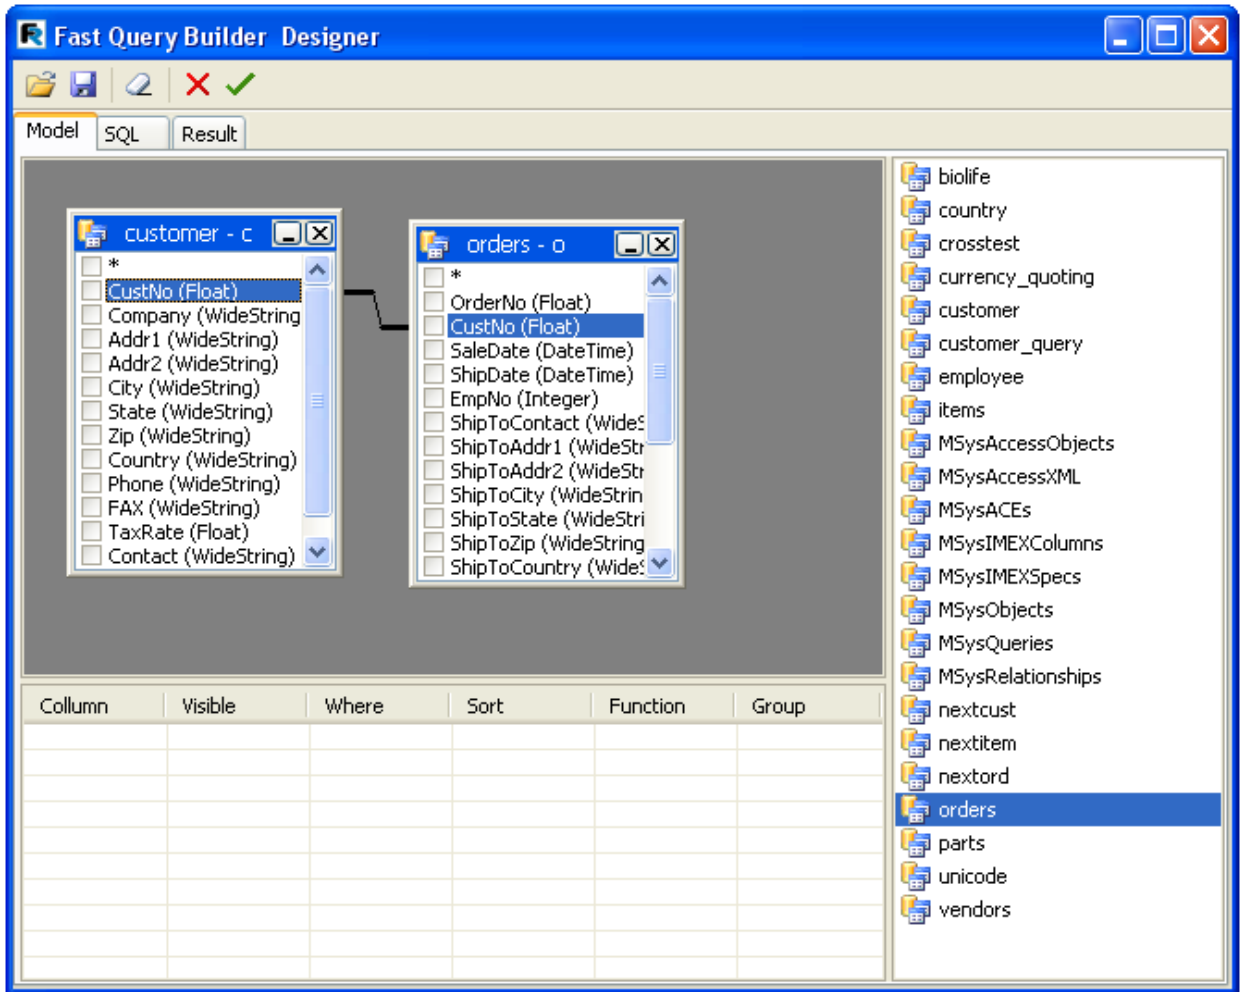 Fast Query Builder Designer
Model SQL Result
customer - c
*
CustNo (Float)
Company (WideString
Addr1 (WideString)
Addr2 (WideString)
City (WideString)
State (WideString)
Zip (WideString)
Country (WideString)
Phone (WideString)
FAX (WideString)
TaxRate (Float)
Contact (WideString)
orders - o
*
OrderNo (Float)
CustNo (Float)
SaleDate (DateTime)
ShipDate (DateTime)
EmpNo (Integer)
ShipToContact (WideS
ShipToAddr1 (WideStr
ShipToAddr2 (WideStr
ShipToCity (WideStrin
ShipToState (WideStri
ShipToZip (WideString
ShipToCountry (WideS
Collumn Visible Where Sort Function Group
biolife
country
crosstest
currency_quoting
customer
customer_query
employee
items
MSysAccessObjects
MSysAccessXML
MSysACEs
MSysIMEXColumns
MSysIMEXSpecs
MSysObjects
MSysQueries
MSysRelationships
nextcust
nextitem
nextord
orders
parts
unicode
vendors